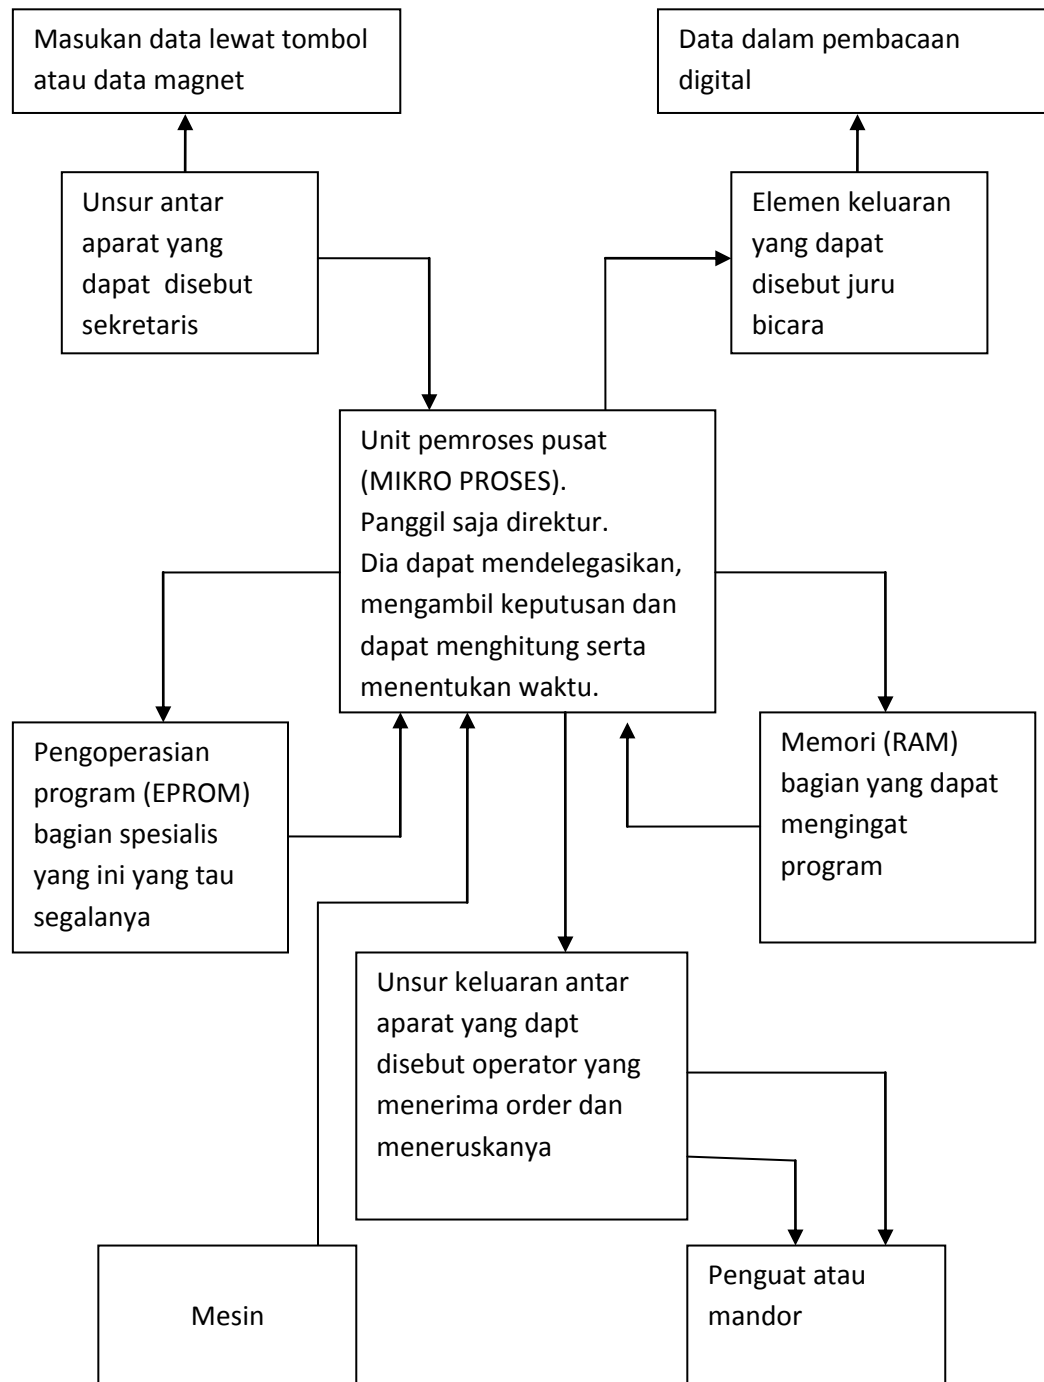 Masukan data lewat tombol
atau data magnet
Data dalam pembacaan
digital
Unsur antar
aparat yang
dapat  disebut
sekretaris
Elemen keluaran
yang dapat
disebut juru
bicara
Unit pemroses pusat
(MIKRO PROSES).
Panggil saja direktur.
Dia dapat mendelegasikan,
mengambil keputusan dan
dapat menghitung serta
menentukan waktu.
Pengoperasian
program (EPROM)
bagian spesialis
yang ini yang tau
segalanya
Memori (RAM)
bagian yang dapat
mengingat
program
Unsur keluaran antar
aparat yang dapt
disebut operator yang
menerima order dan
meneruskanya
Mesin
Penguat atau
mandor